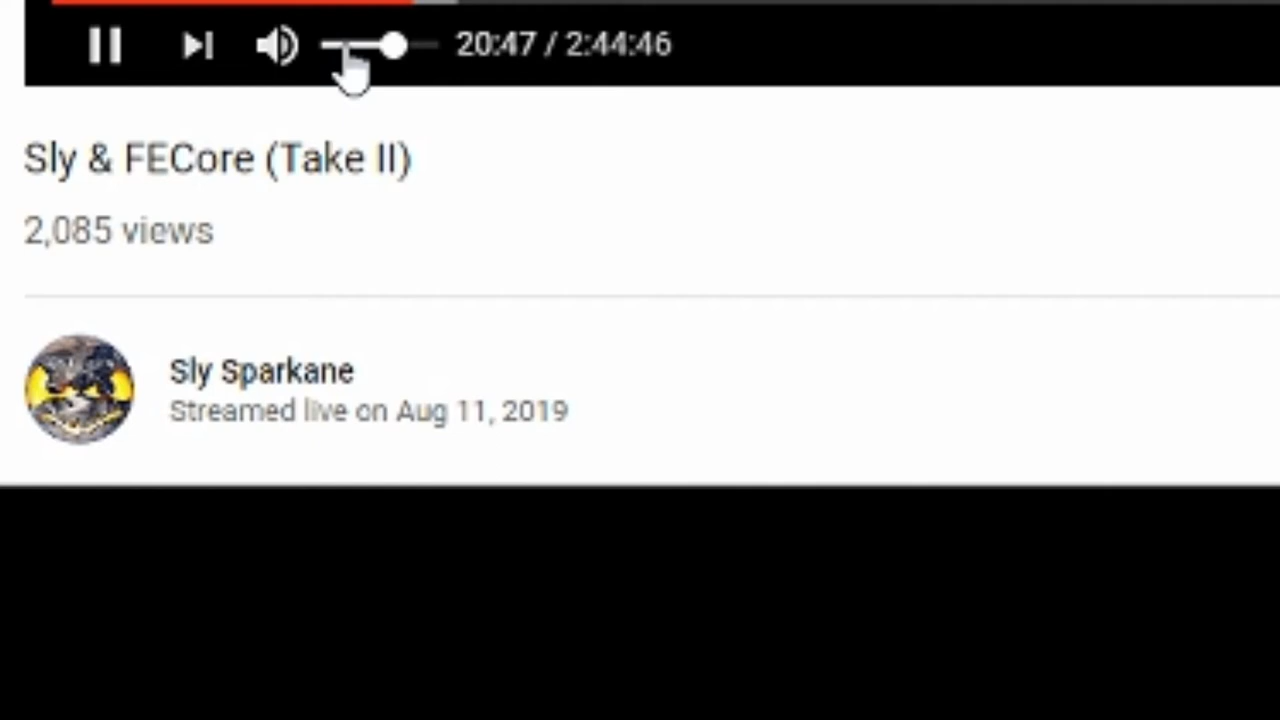 20:47 / 2:44:46
Sly & FECore (Take II)
2,085 views
Sly Sparkane
Streamed live on Aug 11, 2019